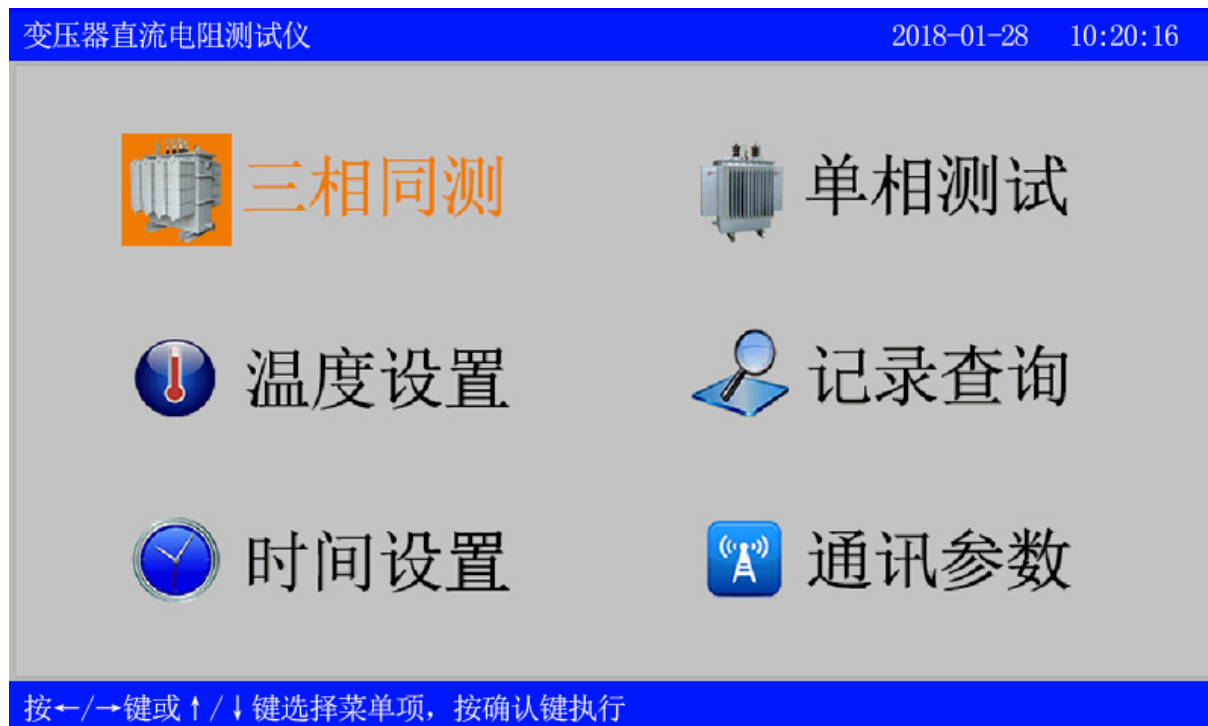 变压器直流电阻测试仪 2018-01-28 10:20:16
三相同测 单相测试
温度设置 记录查询
时间设置 通讯参数
按←/→键或↑/↓键选择菜单项，按确认键执行